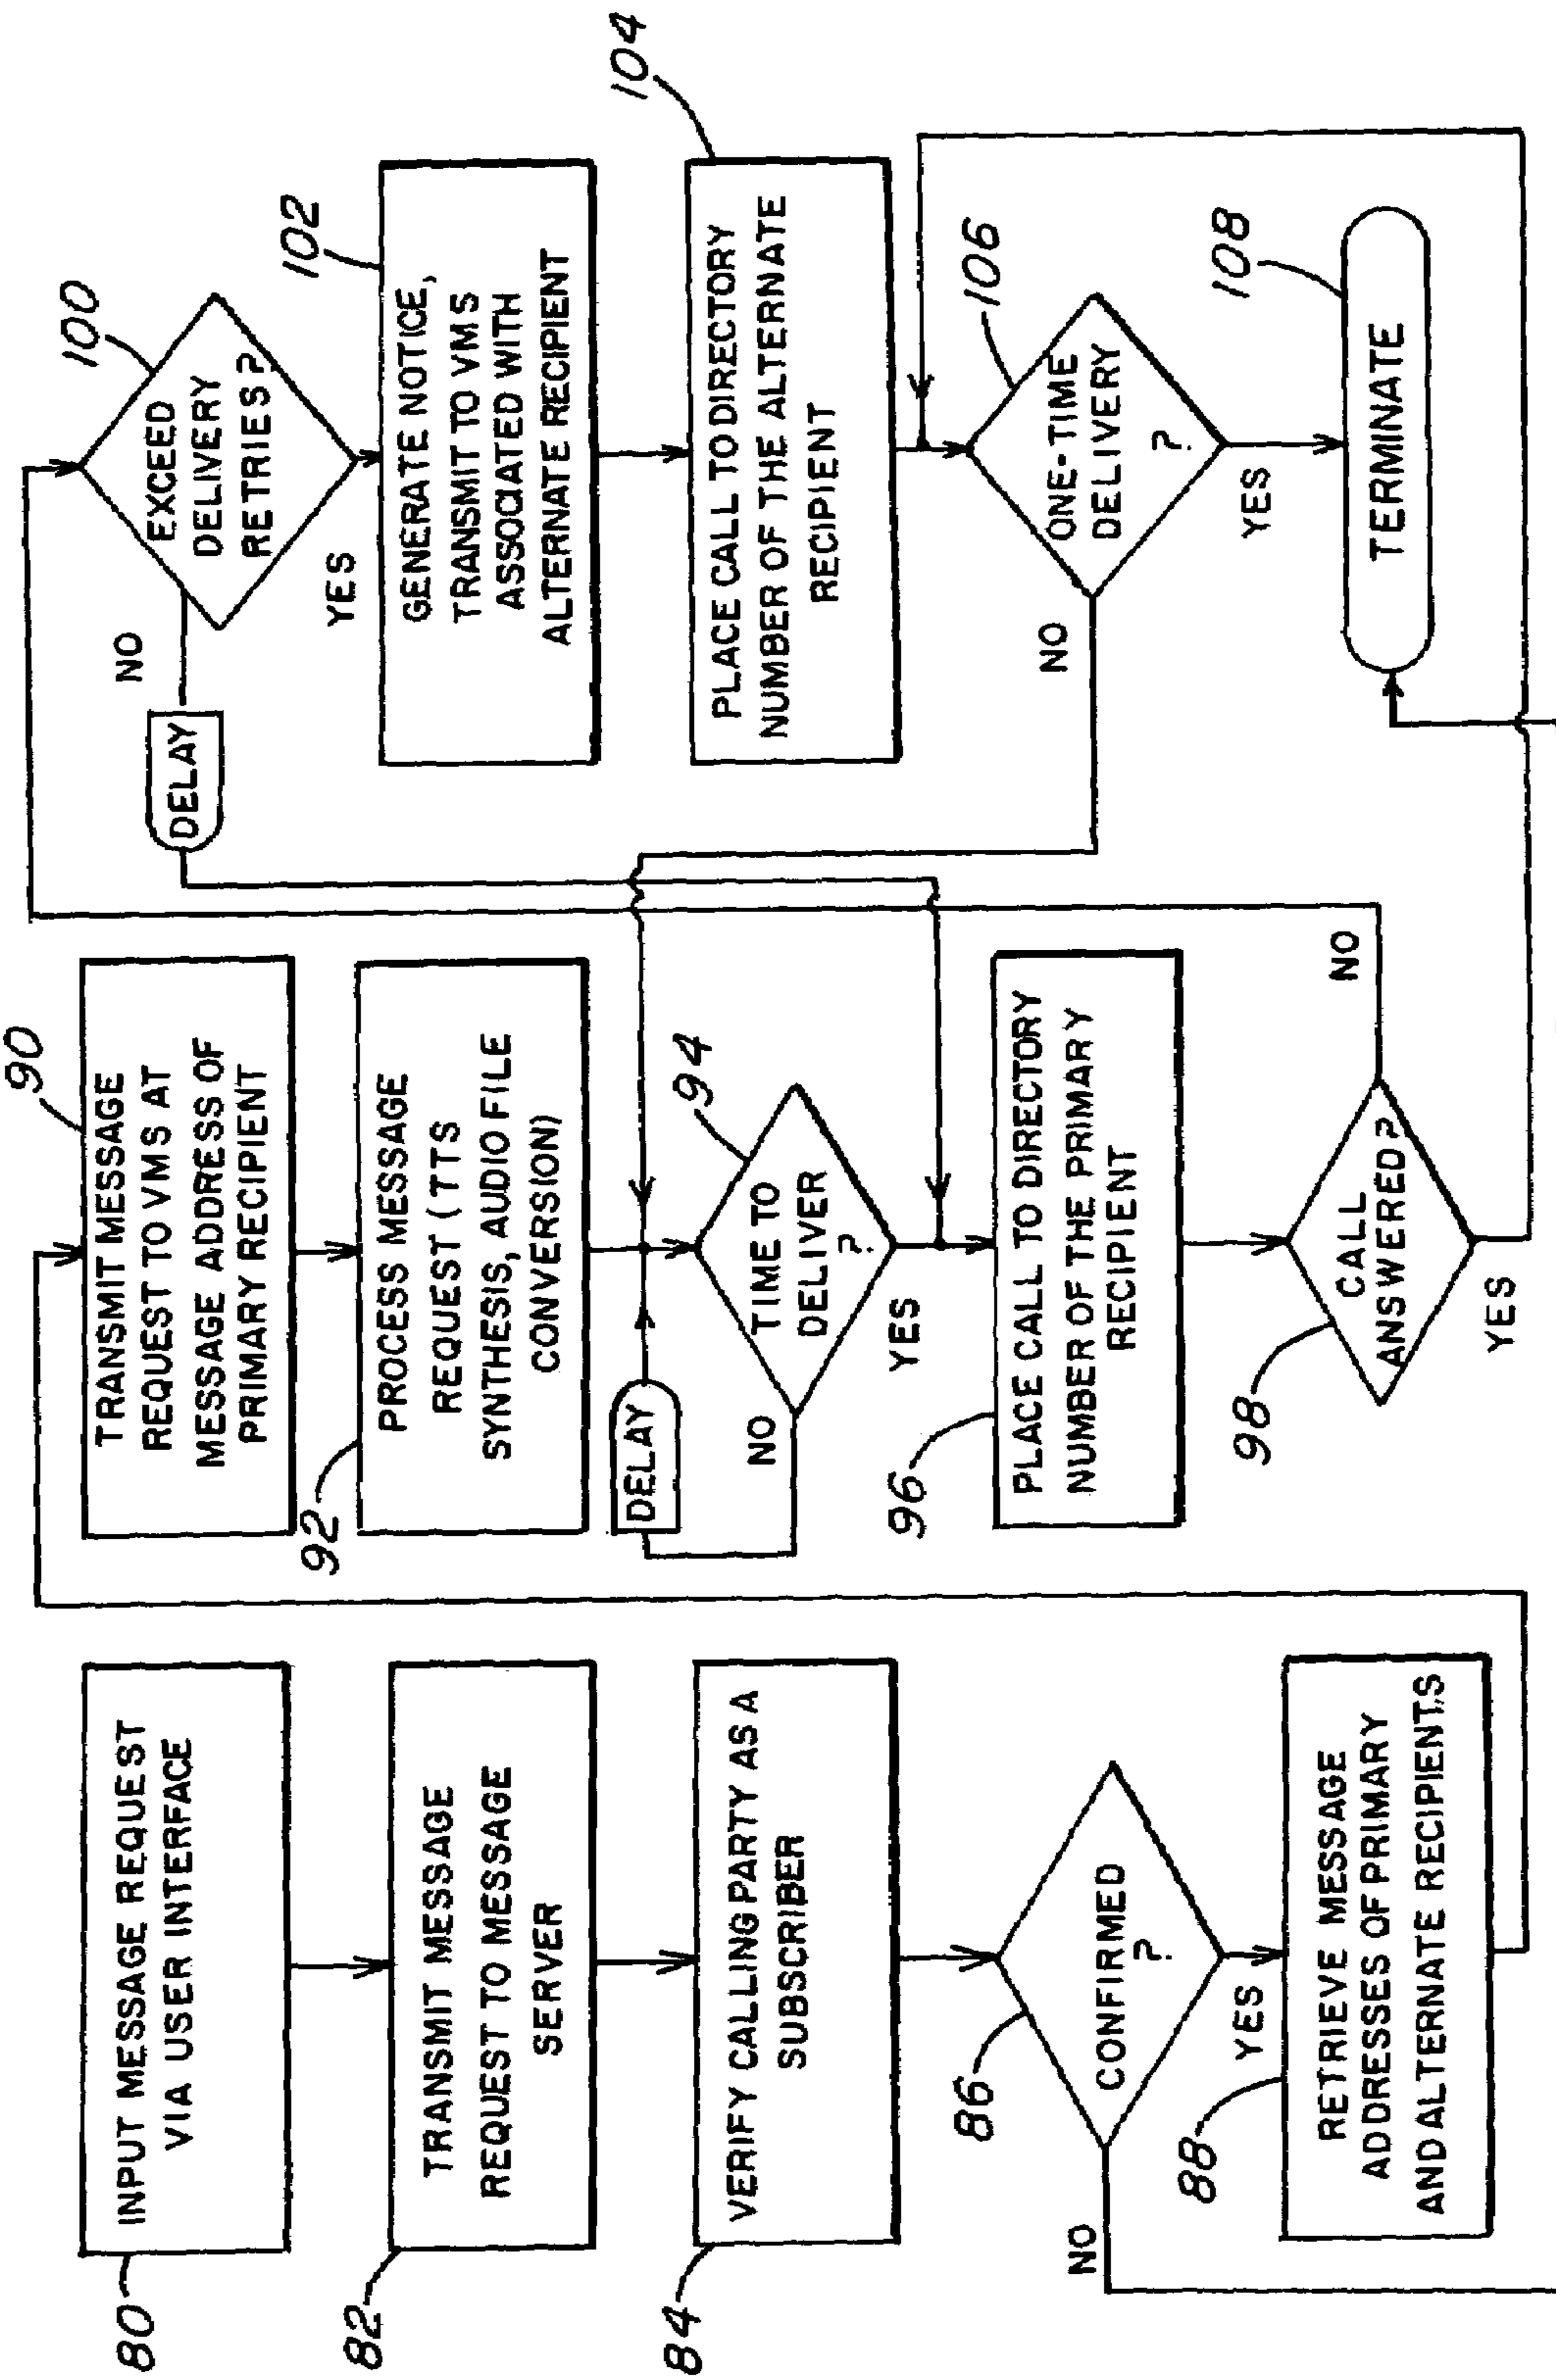 80
INPUT MESSAGE REQUEST
VIA USER INTERFACE
82
TRANSMIT MESSAGE
REQUEST TO MESSAGE
SERVER
84
VERIFY CALLING PARTY AS A
SUBSCRIBER
86
CONFIRMED
?
NO
YES
88
RETRIEVE MESSAGE
ADDRESSES OF PRIMARY
AND ALTERNATE RECIPIENTS
90
TRANSMIT MESSAGE
REQUEST TO VMS AT
MESSAGE ADDRESS OF
PRIMARY RECIPIENT
92
PROCESS MESSAGE
REQUEST (TTS
SYNTHESIS, AUDIO FILE
CONVERSION)
DELAY
94
TIME TO
DELIVER
?
NO
YES
96
PLACE CALL TO DIRECTORY
NUMBER OF THE PRIMARY
RECIPIENT
98
CALL
ANSWERED?
NO
YES
100
EXCEED
DELIVERY
RETRIES?
NO
DELAY
YES
102
GENERATE NOTICE,
TRANSMIT TO VMS
ASSOCIATED WITH
ALTERNATE RECIPIENT
104
PLACE CALL TO DIRECTORY
NUMBER OF THE ALTERNATE
RECIPIENT
106
ONE-TIME
DELIVERY
?
NO
YES
108
TERMINATE